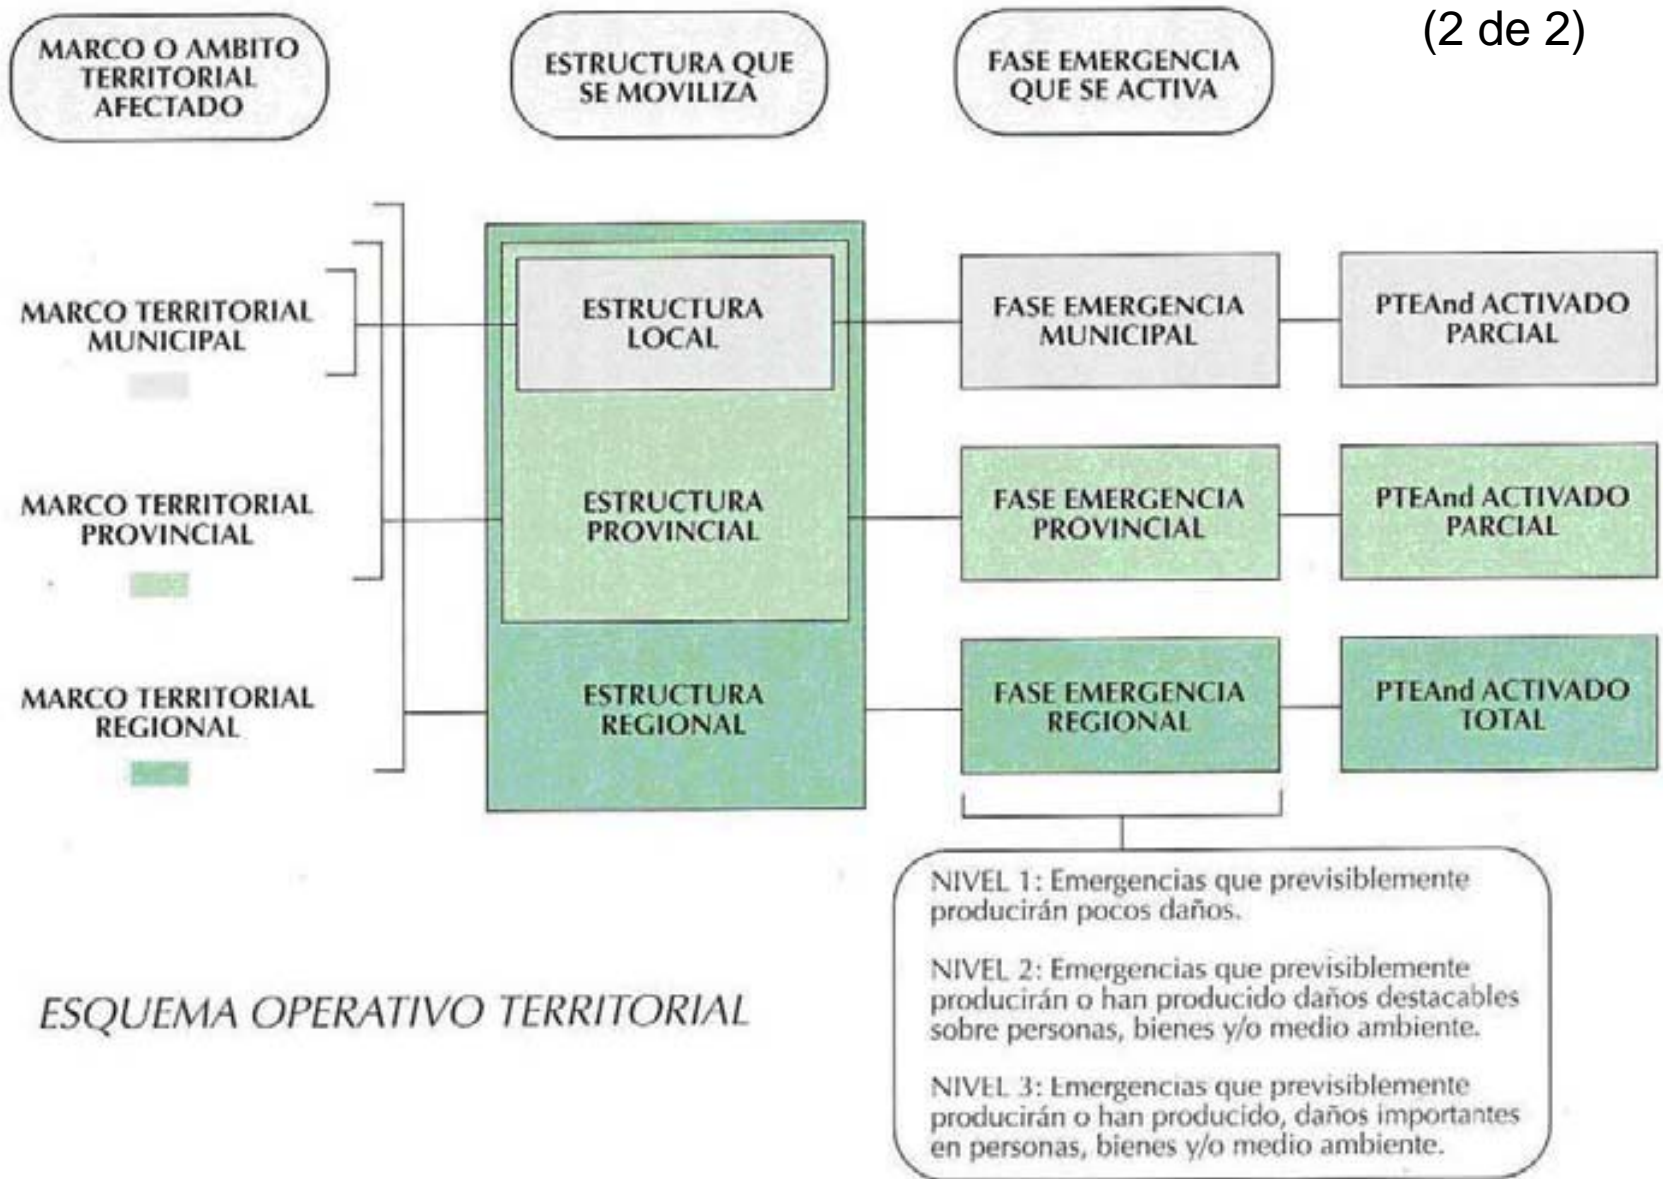 (2 de 2)
MARCO O AMBITO
TERRITORIAL
AFECTADO
ESTRUCTURA QUE
SE MOVILIZA
FASE EMERGENCIA
QUE SE ACTIVA
MARCO TERRITORIAL
MUNICIPAL
ESTRUCTURA
LOCAL
FASE EMERGENCIA
MUNICIPAL
PTEAnd ACTIVADO
PARCIAL
MARCO TERRITORIAL
PROVINCIAL
ESTRUCTURA
PROVINCIAL
FASE EMERGENCIA
PROVINCIAL
PTEAnd ACTIVADO
PARCIAL
MARCO TERRITORIAL
REGIONAL
ESTRUCTURA
REGIONAL
FASE EMERGENCIA
REGIONAL
PTEAnd ACTIVADO
TOTAL
NIVEL 1: Emergencias que previsiblemente
producirán pocos daños.
NIVEL 2: Emergencias que previsiblemente
producirán o han producido daños destacables
sobre personas, bienes y/o medio ambiente.
NIVEL 3: Emergencias que previsiblemente
producirán o han producido, daños importantes
en personas, bienes y/o medio ambiente.
ESQUEMA OPERATIVO TERRITORIAL